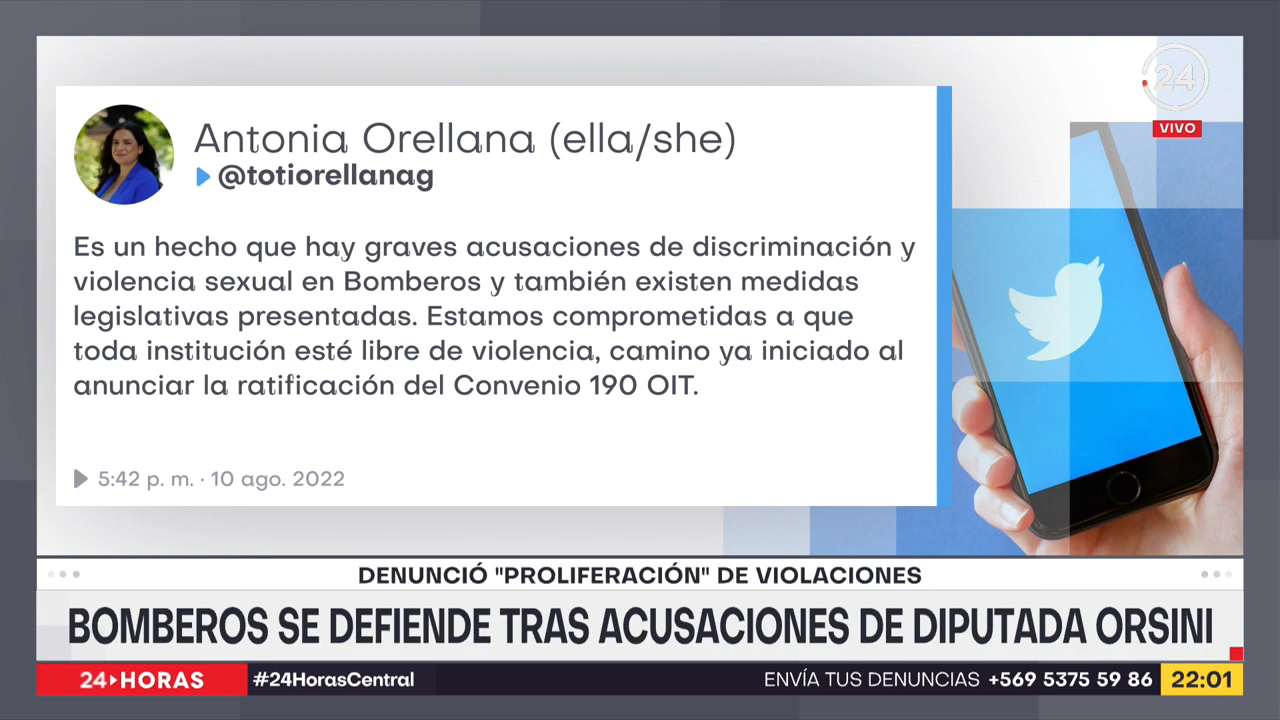 24
VIVO
Antonia Orellana (ella/she)
@totiorellanag
Es un hecho que hay graves acusaciones de discriminación y
violencia sexual en Bomberos y también existen medidas
legislativas presentadas. Estamos comprometidas a que
toda institución esté libre de violencia, camino ya iniciado al
anunciar la ratificación del Convenio 190 OIT.
5:42 p. m. · 10 ago. 2022
DENUNCIÓ "PROLIFERACIÓN" DE VIOLACIONES
BOMBEROS SE DEFIENDE TRAS ACUSACIONES DE DIPUTADA ORSINI
24 HORAS #24HorasCentral ENVÍA TUS DENUNCIAS +569 5375 59 86 22:01